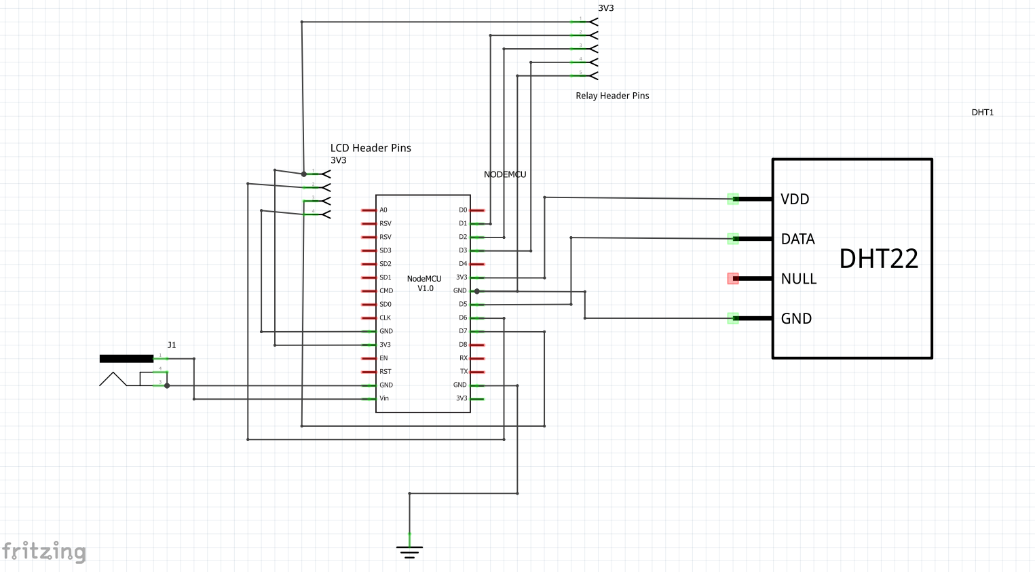 3V3
Relay Header Pins
DHT1
LCD Header Pins
3V3
NODEMCU
A0
RSV
RSV
SD3
SD2
SD1
CMD
SD0
CLK
GND
3V3
EN
RST
GND
Vin
NodeMCU
V1.0
D0
D1
D2
D3
D4
3V3
GND
D5
D6
D7
D8
RX
TX
GND
3V3
VDD
DATA
NULL
GND
DHT22
J1
fritzing